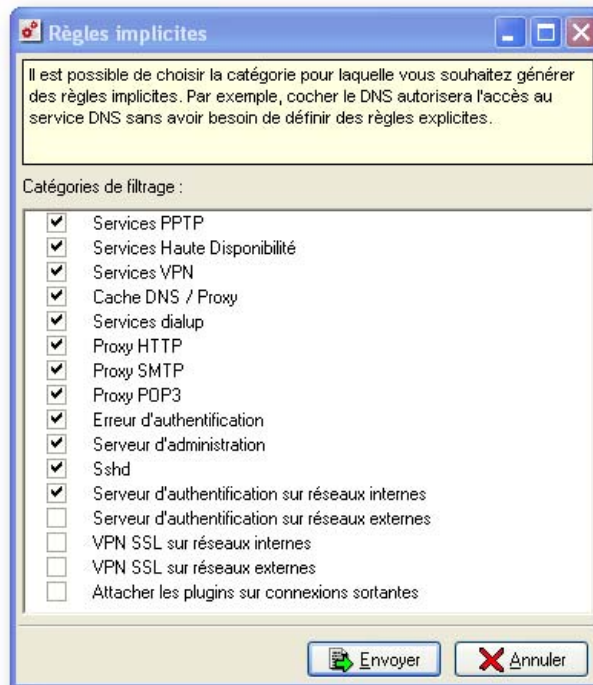 Règles implicites
Il est possible de choisir la catégorie pour laquelle vous souhaitez générer
des règles implicites. Par exemple, cocher le DNS autorisera l'accès au
service DNS sans avoir besoin de définir des règles explicites.
Catégories de filtrage :
Services PPTP
Services Haute Disponibilité
Services VPN
Cache DNS / Proxy
Services dialup
Proxy HTTP
Proxy SMTP
Proxy POP3
Erreur d'authentification
Serveur d'administration
Sshd
Serveur d'authentification sur réseaux internes
Serveur d'authentification sur réseaux externes
VPN SSL sur réseaux internes
VPN SSL sur réseaux externes
Attacher les plugins sur connexions sortantes
Envoyer Annuler